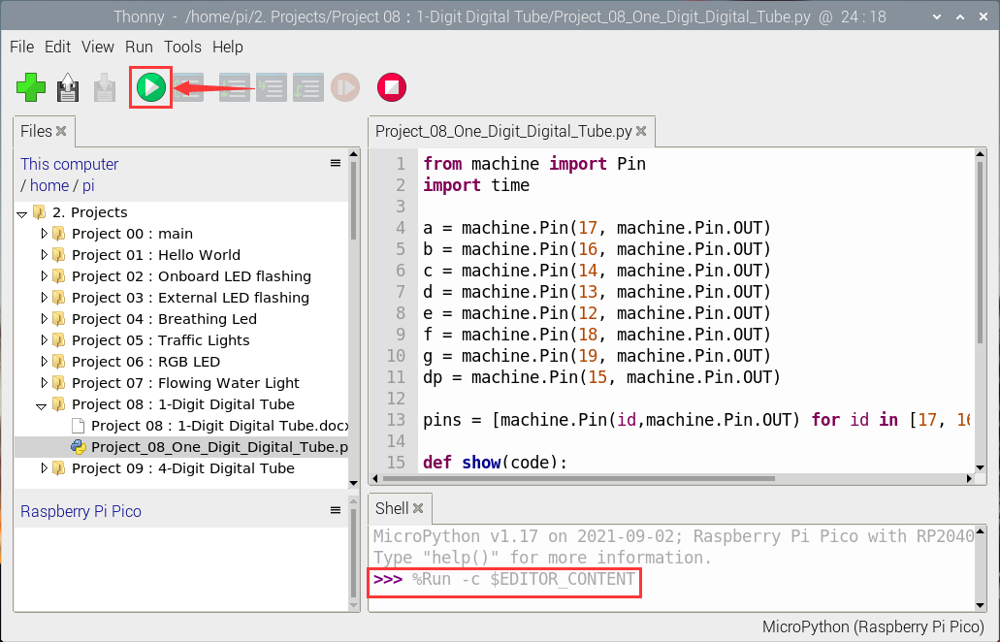 Thonny - /home/pi/2. Projects/Project 08 : 1-Digit Digital Tube/Project_08_One_Digit_Digital_Tube.py @ 24 : 18
File Edit View Run Tools Help
Files
This computer
/ home / pi
2. Projects
Project 00 : main
Project 01 : Hello World
Project 02 : Onboard LED flashing
Project 03 : External LED flashing
Project 04 : Breathing Led
Project 05 : Traffic Lights
Project 06 : RGB LED
Project 07 : Flowing Water Light
Project 08 : 1-Digit Digital Tube
Project 08 : 1-Digit Digital Tube.docx
Project_08_One_Digit_Digital_Tube.p
Project 09 : 4-Digit Digital Tube
Raspberry Pi Pico
Project_08_One_Digit_Digital_Tube.py
1 from machine import Pin
2 import time
3
4 a = machine.Pin(17, machine.Pin.OUT)
5 b = machine.Pin(16, machine.Pin.OUT)
6 c = machine.Pin(14, machine.Pin.OUT)
7 d = machine.Pin(13, machine.Pin.OUT)
8 e = machine.Pin(12, machine.Pin.OUT)
9 f = machine.Pin(18, machine.Pin.OUT)
10 g = machine.Pin(19, machine.Pin.OUT)
11 dp = machine.Pin(15, machine.Pin.OUT)
12
13 pins = [machine.Pin(id,machine.Pin.OUT) for id in [17, 16
14
15 def show(code):
Shell
MicroPython v1.17 on 2021-09-02; Raspberry Pi Pico with RP2040
Type "help()" for more information.
>>> %Run -c $EDITOR_CONTENT
MicroPython (Raspberry Pi Pico)